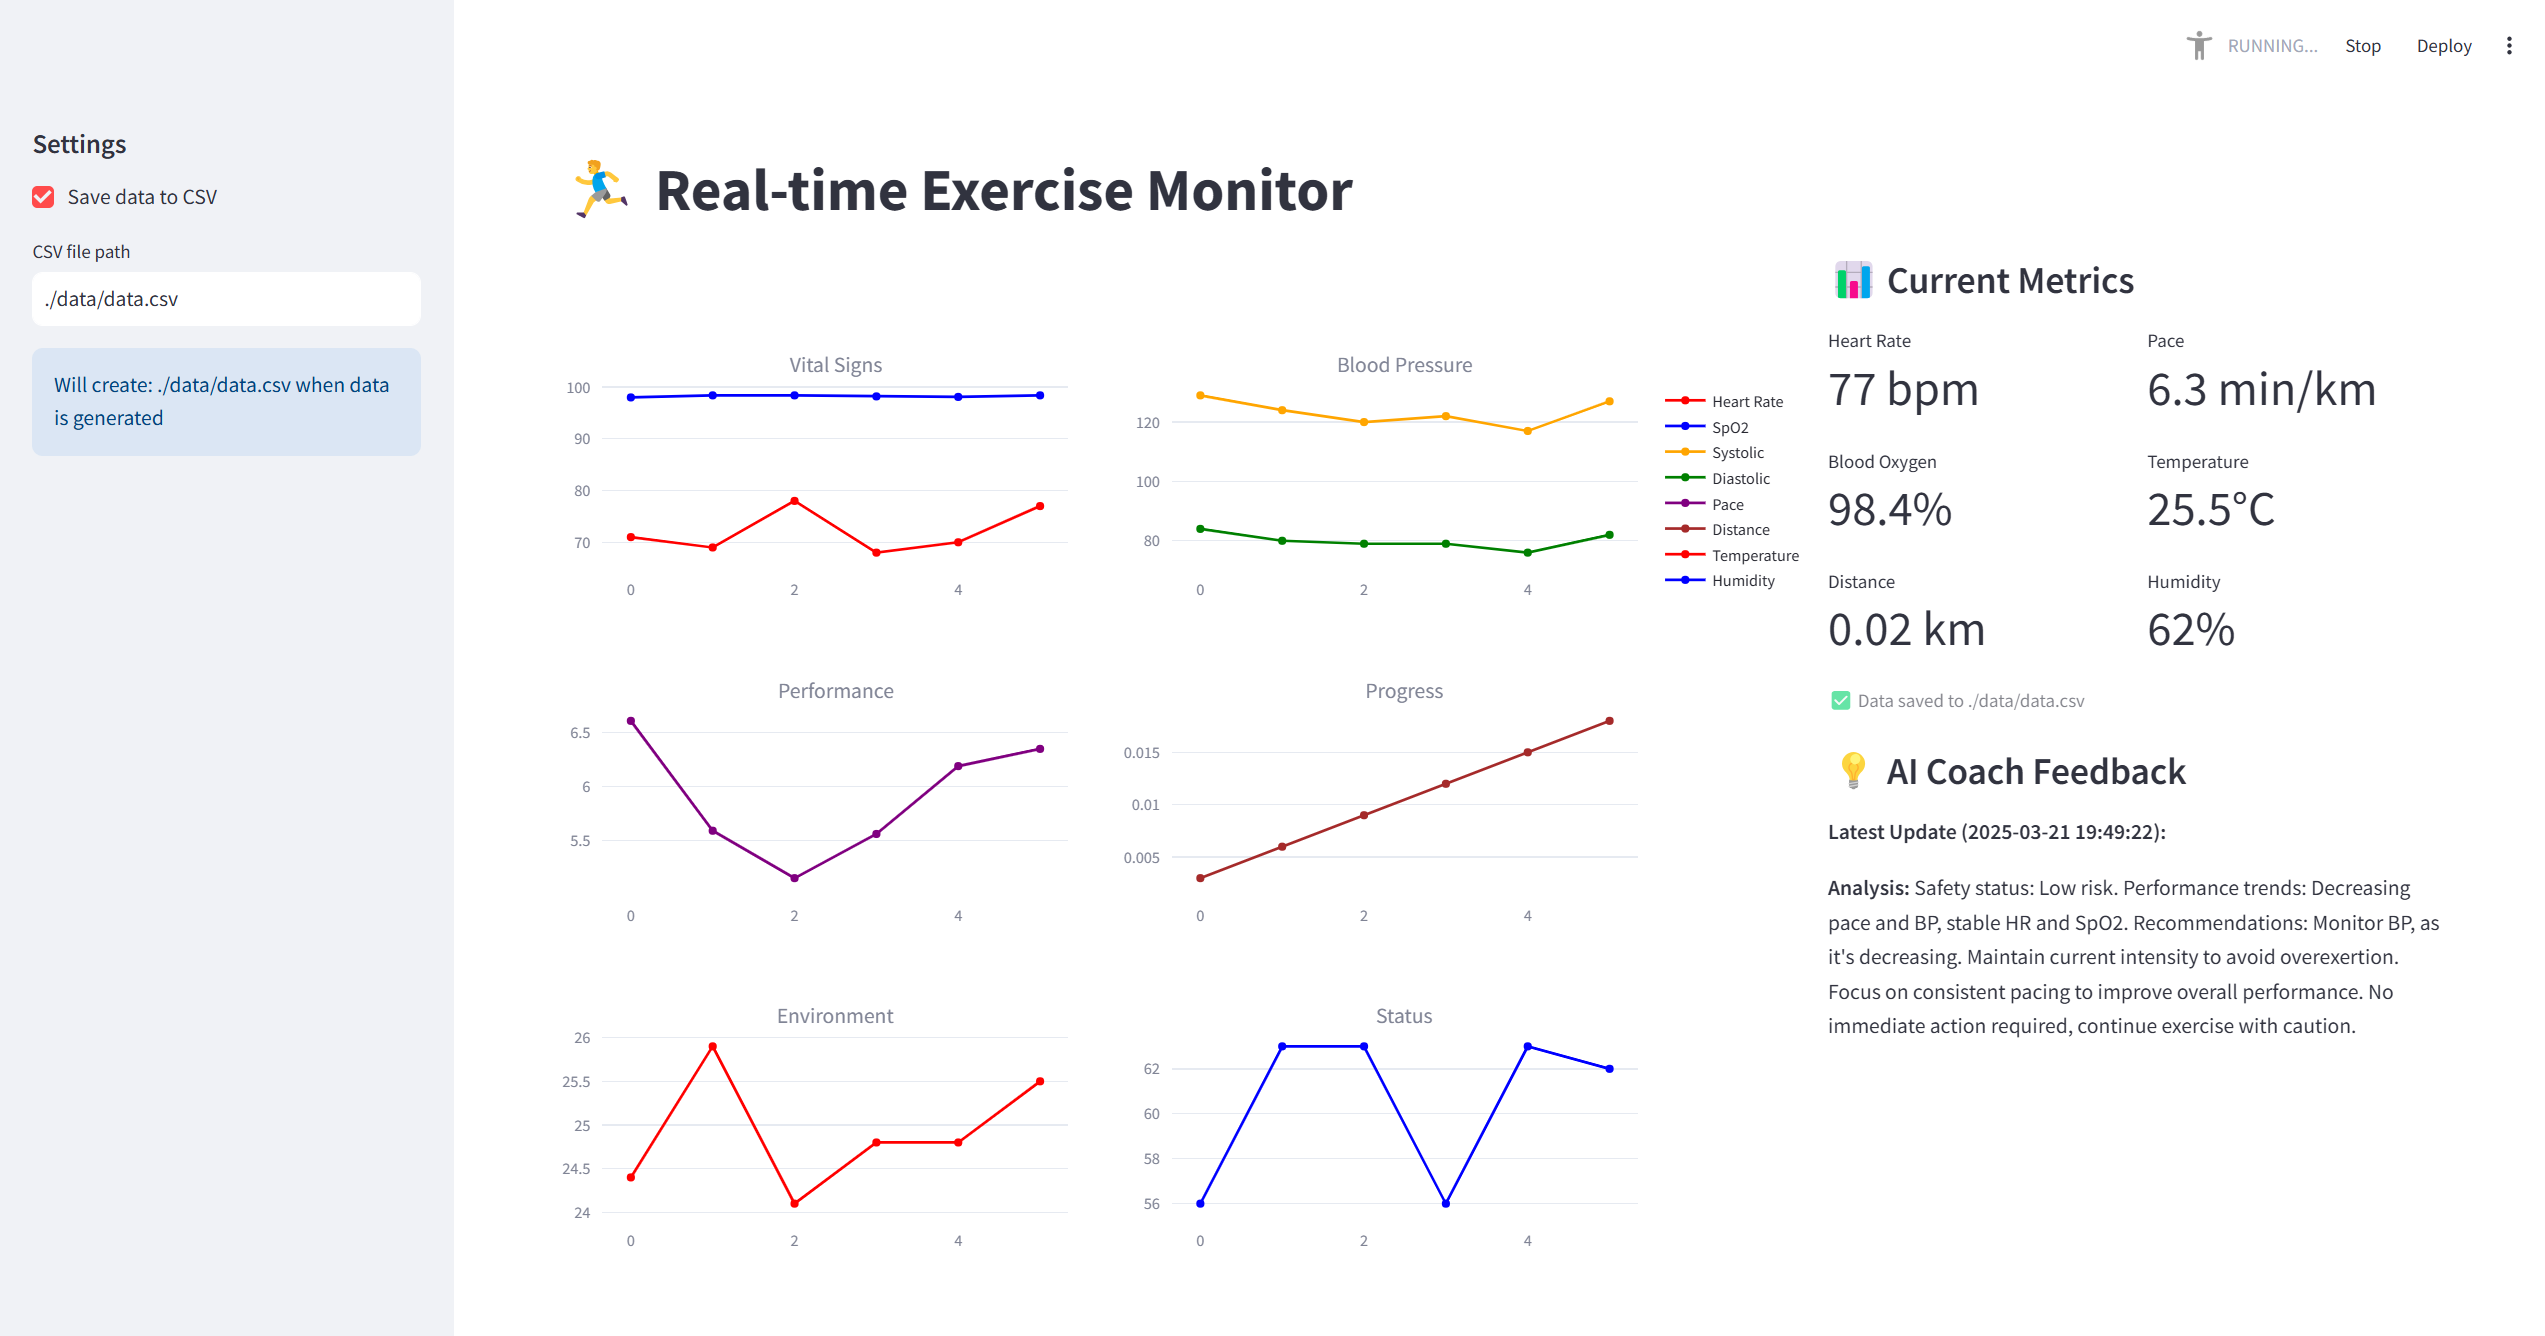 RUNNING...
Stop
Deploy
Settings
Save data to CSV
CSV file path
./data/data.csv
Will create: ./data/data.csv when data
is generated
Real-time Exercise Monitor
Vital Signs
100
90
80
70
0
2
4
Blood Pressure
120
100
80
0
2
4
Heart Rate
SpO2
Systolic
Diastolic
Pace
Distance
Temperature
Humidity
Performance
6.5
6
5.5
0
2
4
Progress
0.015
0.01
0.005
0
2
4
Environment
26
25.5
25
24.5
24
0
2
4
Status
62
60
58
56
0
2
4
Current Metrics
Heart Rate
77 bpm
Pace
6.3 min/km
Blood Oxygen
98.4%
Temperature
25.5°C
Distance
0.02 km
Humidity
62%
Data saved to ./data/data.csv
AI Coach Feedback
Latest Update (2025-03-21 19:49:22):
Analysis: Safety status: Low risk. Performance trends: Decreasing
pace and BP, stable HR and SpO2. Recommendations: Monitor BP, as
it's decreasing. Maintain current intensity to avoid overexertion.
Focus on consistent pacing to improve overall performance. No
immediate action required, continue exercise with caution.